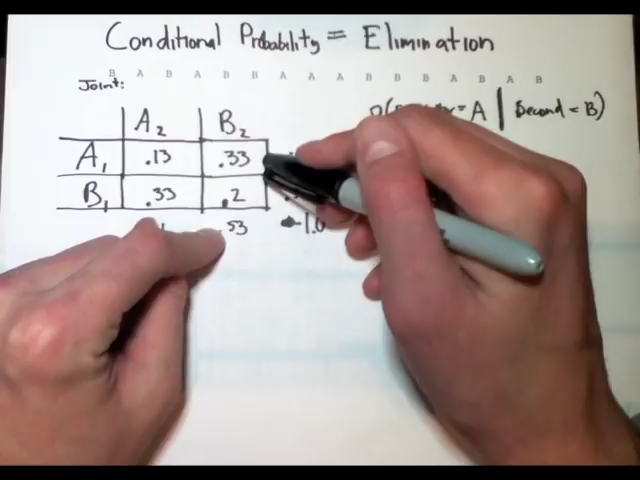 Conditional Probability = Elimination
B A B A B B A A A B B B A B A B
Joint:
= A | Second = B)
A₂ B₂
A₁ .13 .33
B₁ .33 .2
.53 1.0